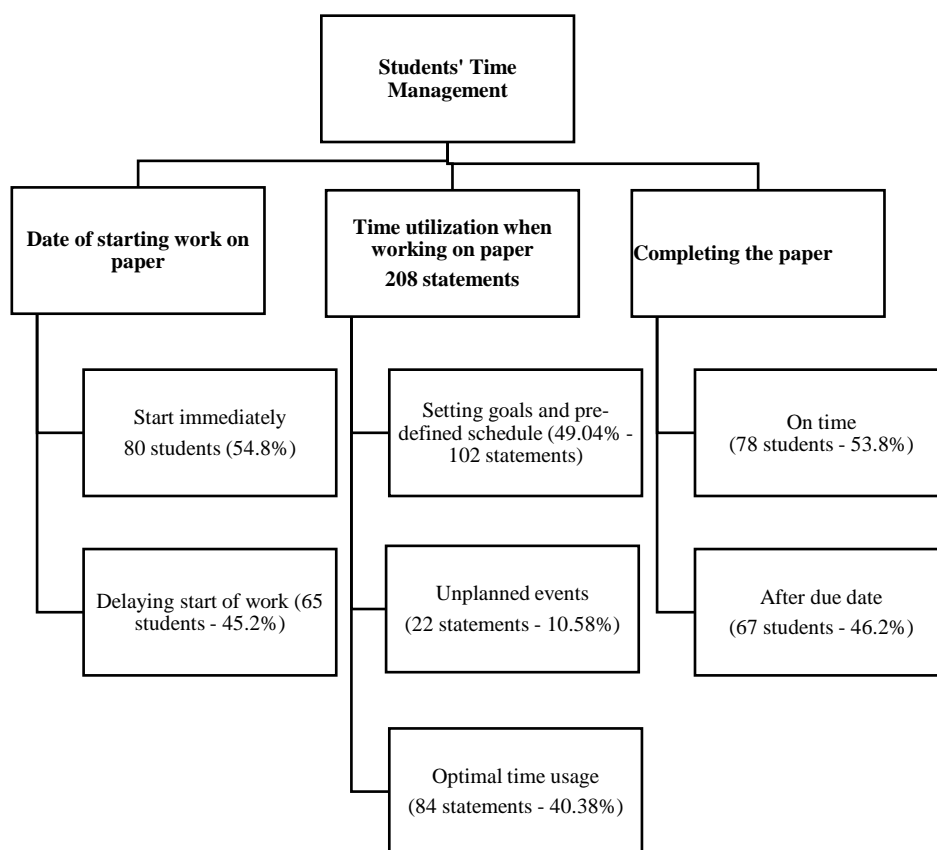 Students' Time
Management
Date of starting work on
paper
Time utilization when
working on paper
208 statements
Completing the paper
Start immediately
80 students (54.8%)
Setting goals and pre-
defined schedule (49.04% -
102 statements)
On time
(78 students - 53.8%)
Delaying start of work (65
students - 45.2%)
Unplanned events
(22 statements - 10.58%)
After due date
(67 students - 46.2%)
Optimal time usage
(84 statements - 40.38%)